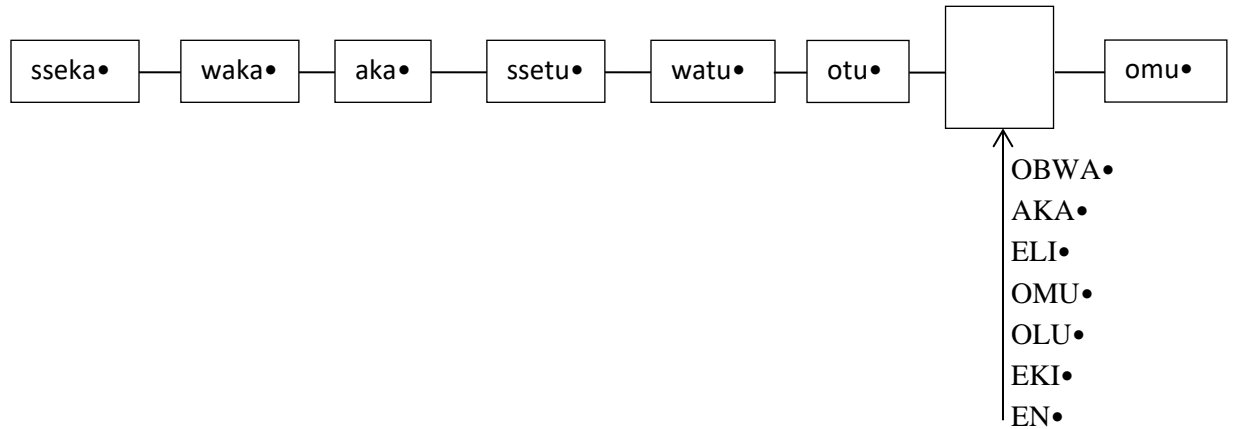 sseka• waka• aka• ssetu• watu• otu• omu•
OBWA•
AKA•
ELI•
OMU•
OLU•
EKI•
EN•